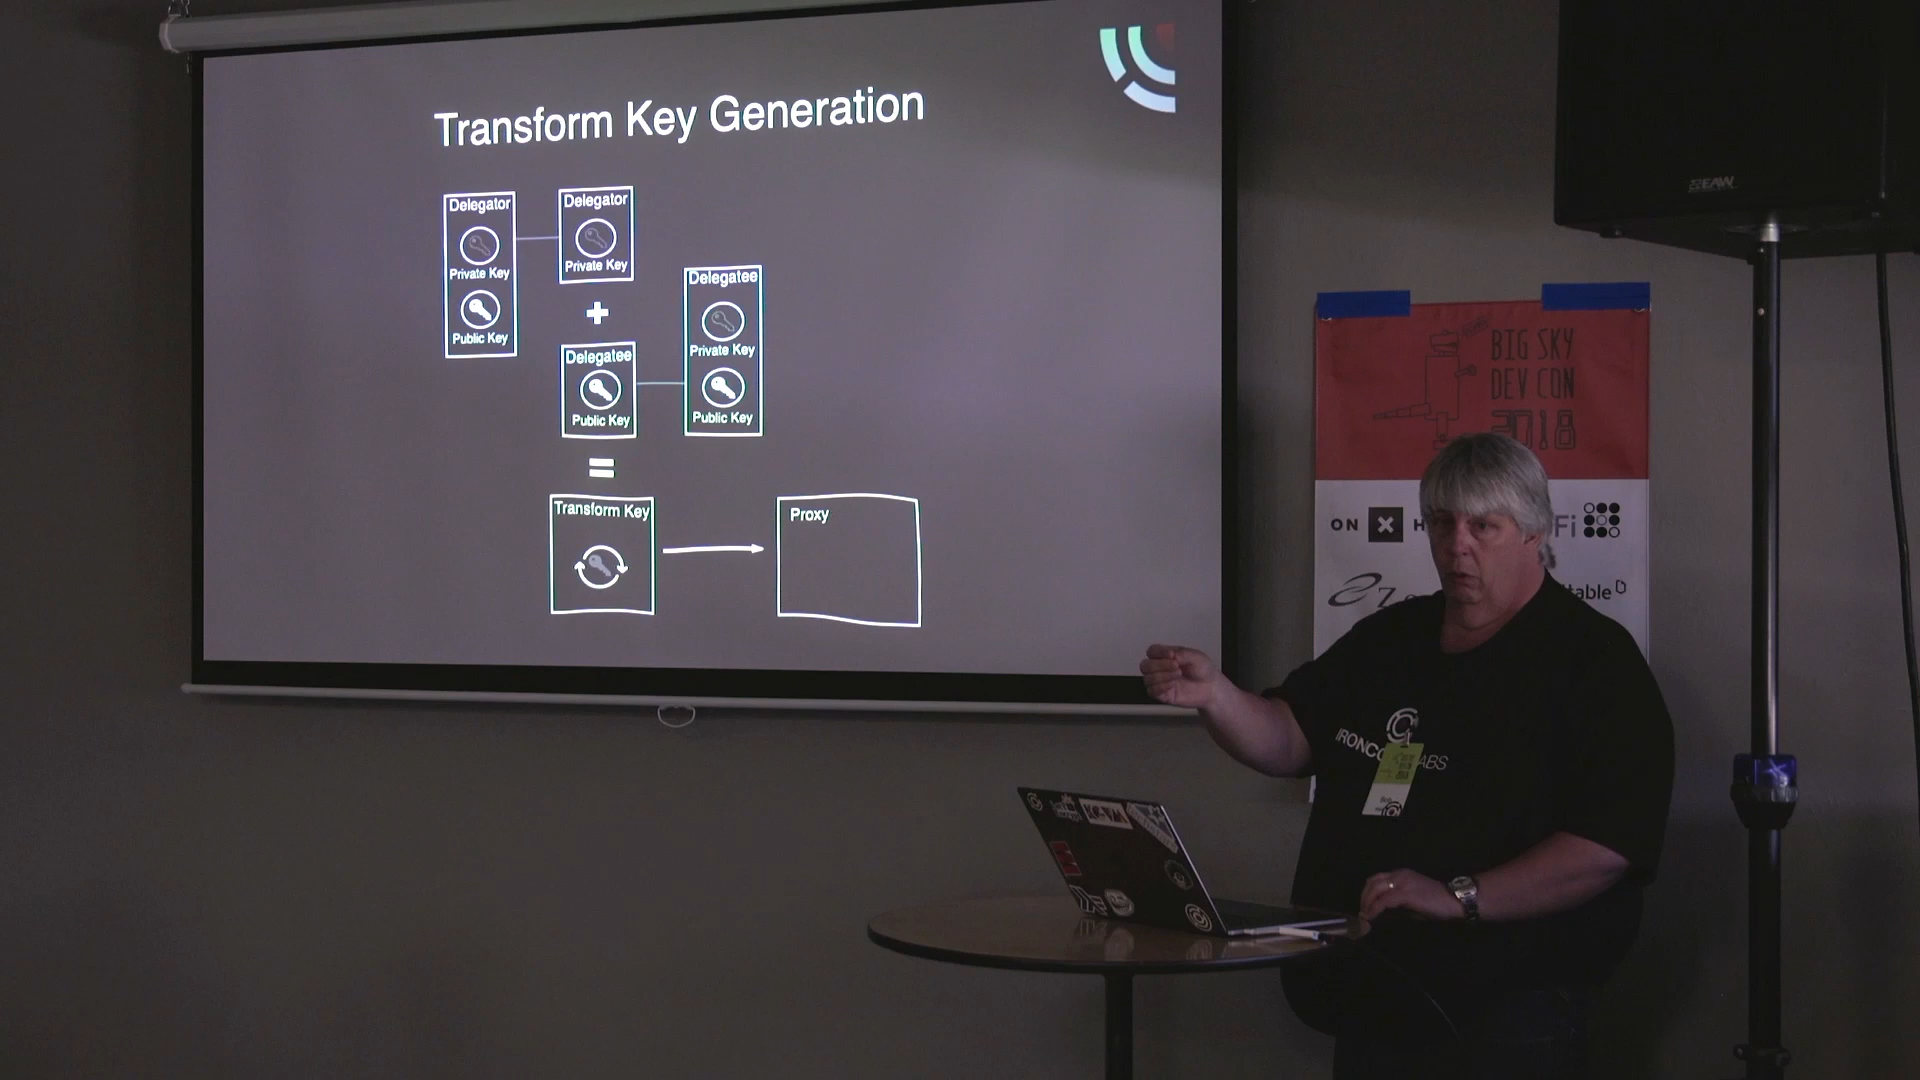 Transform Key Generation
Delegator
Private Key
Public Key
Delegator
Private Key
Delegatee
Public Key
Delegatee
Private Key
Public Key
Transform Key
Proxy
EAW
BIG SKY
DEV CON
2018
ON X H
Fi
Z
table
IRONCO ABS